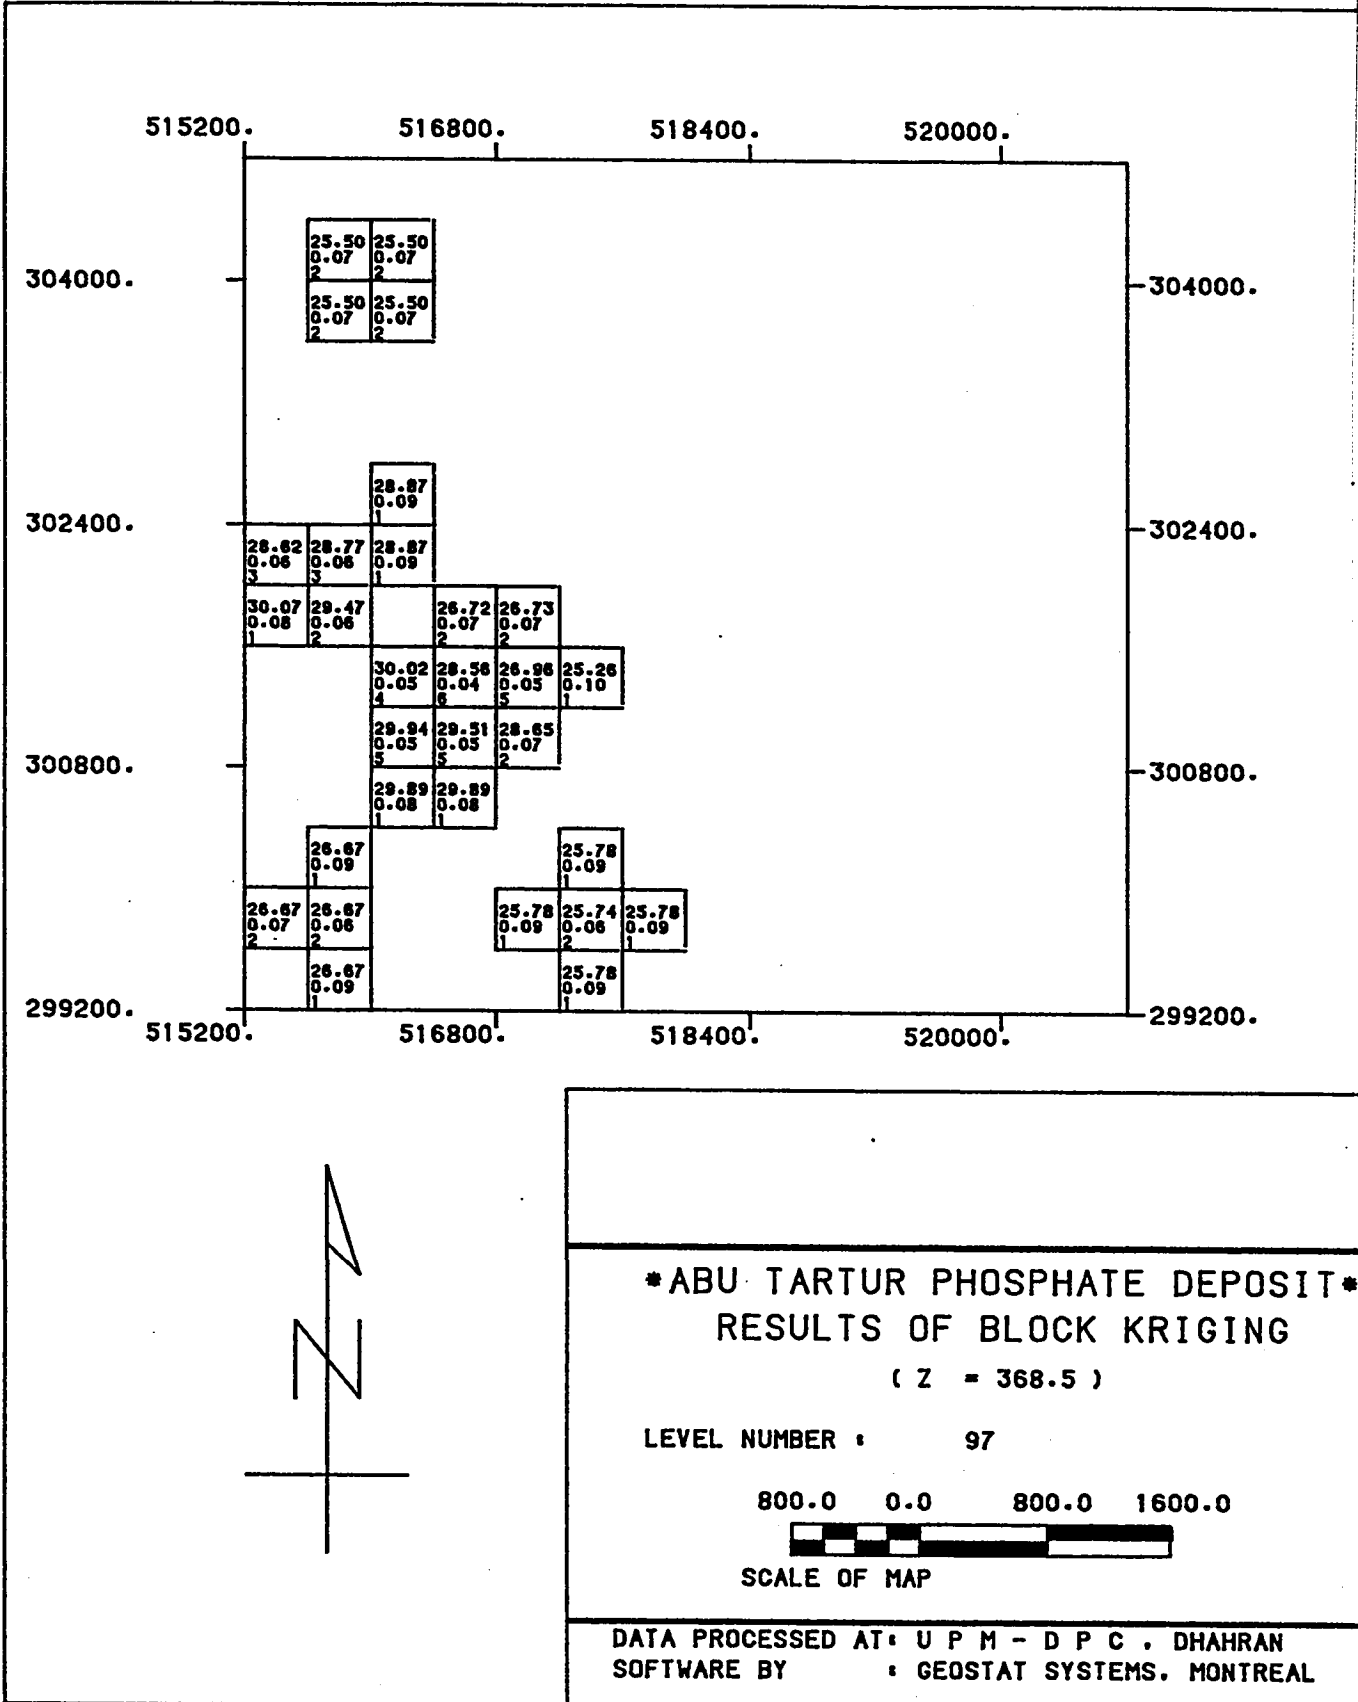 515200. 516800. 518400. 520000.
25.50 25.50
0.07 0.07
2 2
304000. 304000.
25.50 25.50
0.07 0.07
2 2
28.87
0.09
1
302400. 302400.
28.62 28.77 28.87
0.06 0.06 0.09
3 3 1
30.07 29.47 26.72 26.73
0.08 0.06 0.07 0.07
1 2 2 2
30.02 28.56 26.96 25.26
0.05 0.04 0.05 0.10
4 6 5 1
29.94 29.51 28.65
0.05 0.05 0.07
5 5 2
300800. 300800.
29.89 29.89
0.08 0.08
1 1
26.67 25.78
0.09 0.09
1 1
26.67 26.67 25.78 25.74 25.78
0.07 0.06 0.09 0.06 0.09
2 2 1 2 1
26.67 25.78
0.09 0.09
1 1
299200. 299200.
515200. 516800. 518400. 520000.
N
*ABU TARTUR PHOSPHATE DEPOSIT*
RESULTS OF BLOCK KRIGING
( Z = 368.5 )
LEVEL NUMBER : 97
800.0 0.0 800.0 1600.0
SCALE OF MAP
DATA PROCESSED AT: U P M - D P C . DHAHRAN
SOFTWARE BY : GEOSTAT SYSTEMS. MONTREAL